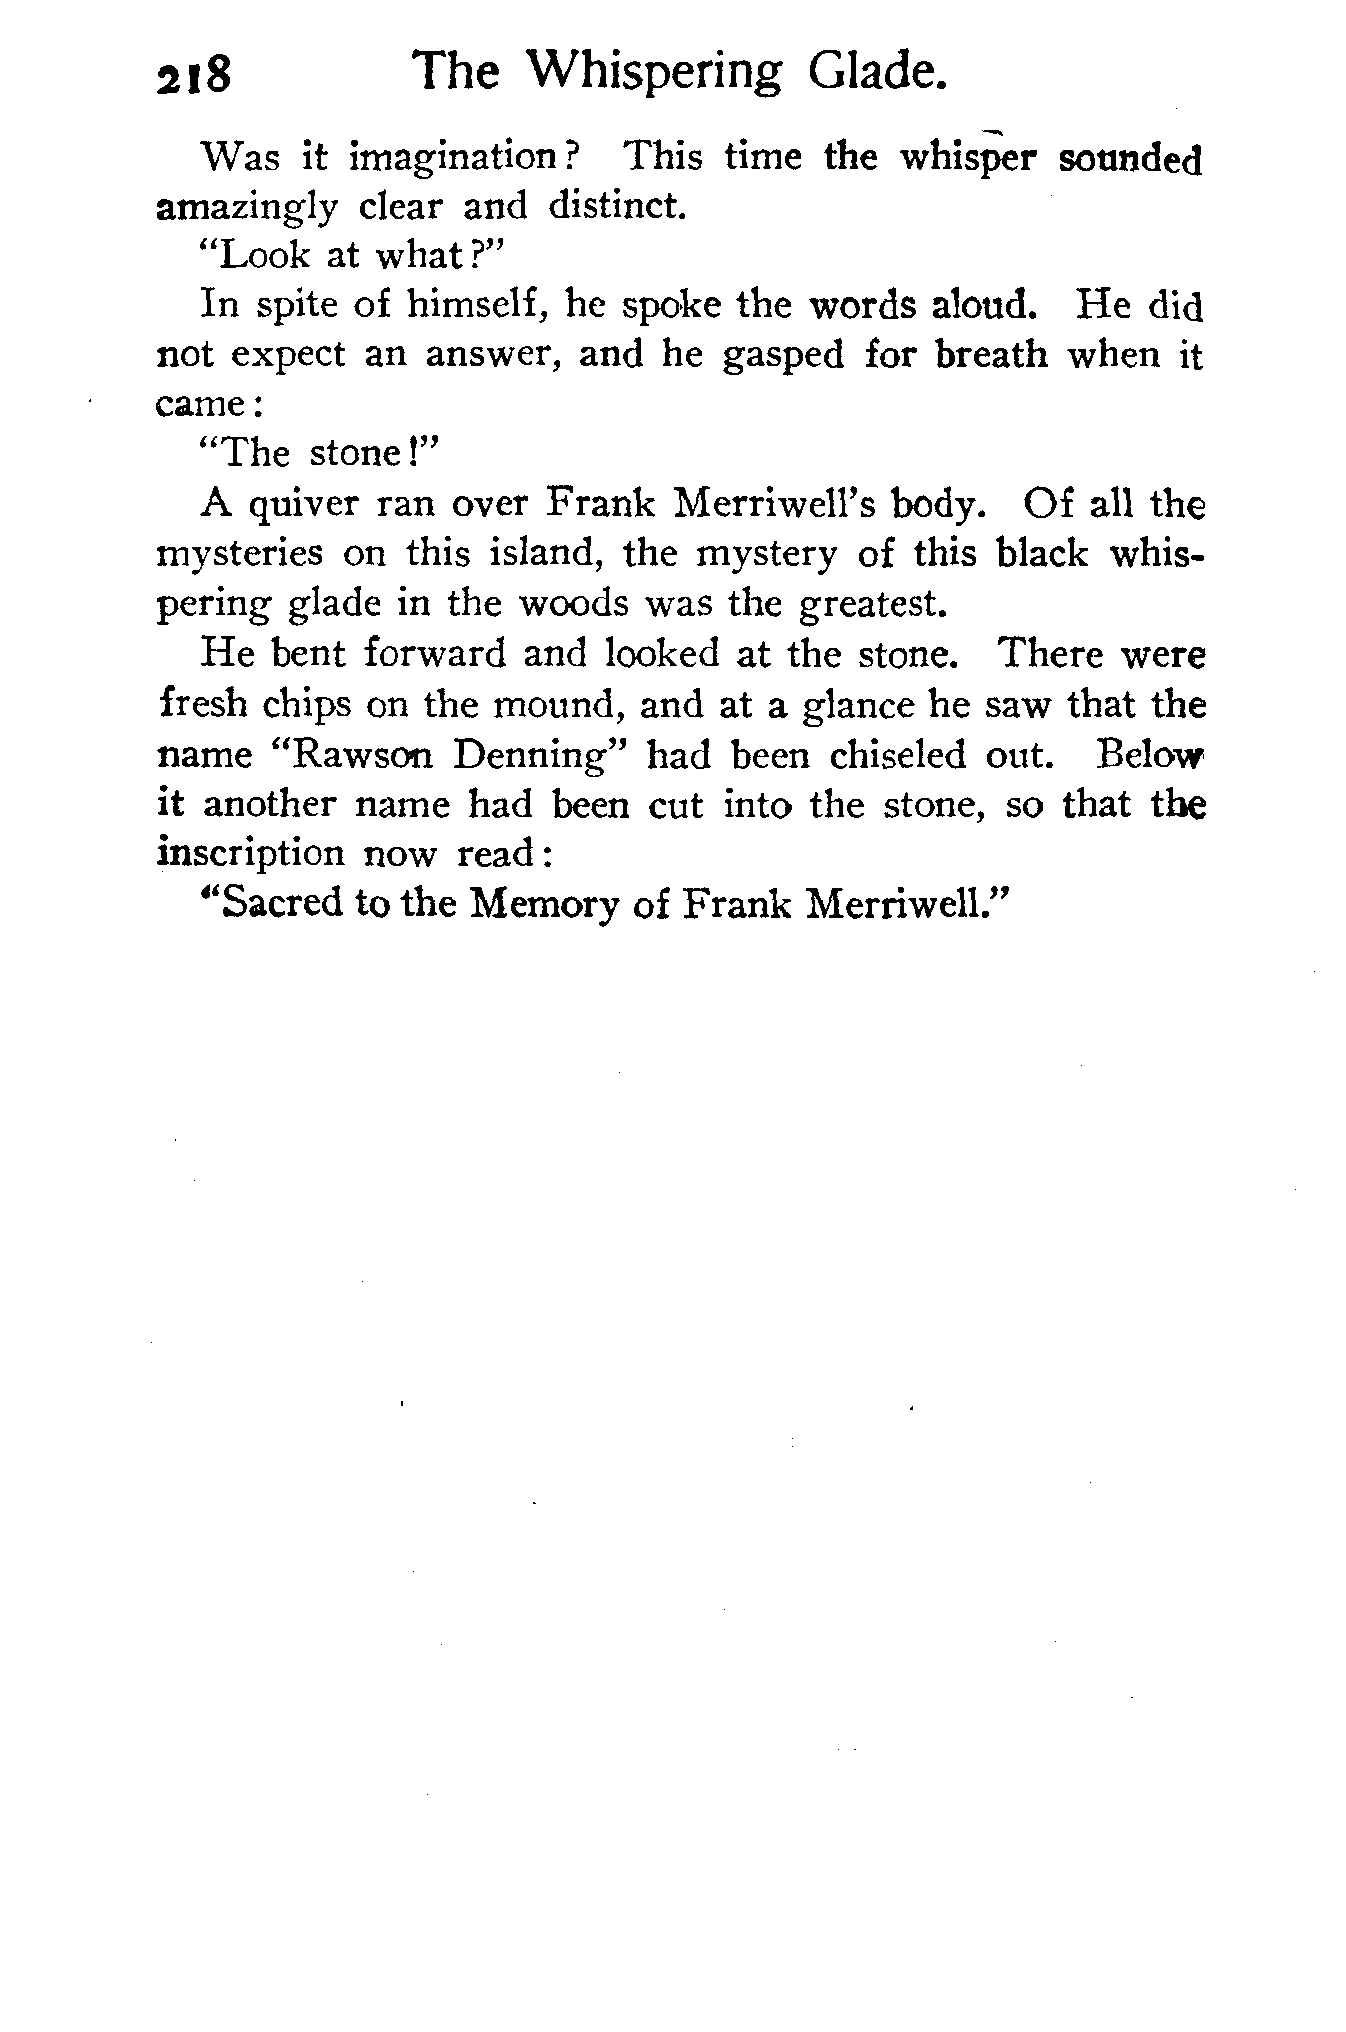 218 The Whispering Glade.
Was it imagination? This time the whisper sounded
amazingly clear and distinct.
"Look at what?"
In spite of himself, he spoke the words aloud. He did
not expect an answer, and he gasped for breath when it
came:
"The stone!"
A quiver ran over Frank Merriwell's body. Of all the
mysteries on this island, the mystery of this black whis-
pering glade in the woods was the greatest.
He bent forward and looked at the stone. There were
fresh chips on the mound, and at a glance he saw that the
name "Rawson Denning" had been chiseled out. Below
it another name had been cut into the stone, so that the
inscription now read:
"Sacred to the Memory of Frank Merriwell."